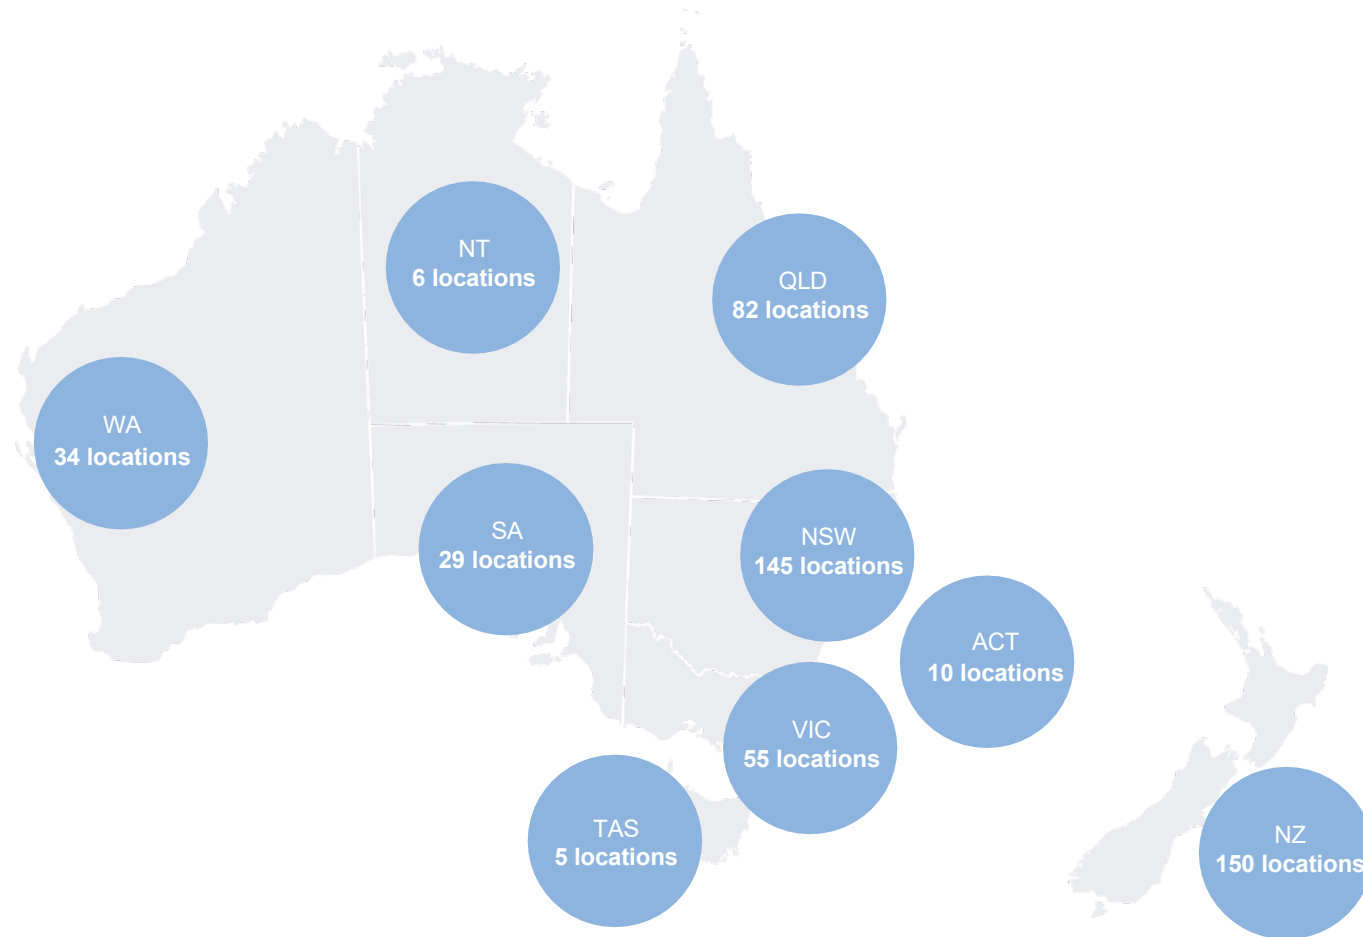 NT
6 locations
QLD
82 locations
WA
34 locations
SA
29 locations
NSW
145 locations
ACT
10 locations
VIC
55 locations
TAS
5 locations
NZ
150 locations